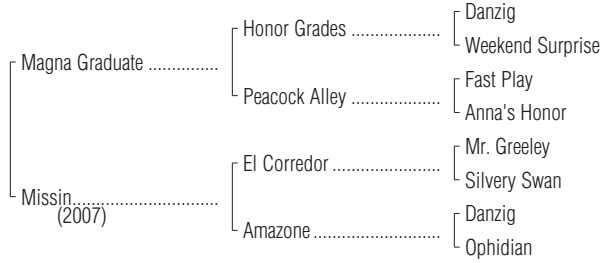 Danzig
Honor Grades ...............
Weekend Surprise
Magna Graduate ...............
Fast Play
Peacock Alley ...............
Anna's Honor
Mr. Greeley
El Corredor ...............
Silvery Swan
Missin...............
(2007)
Danzig
Amazone ...............
Ophidian